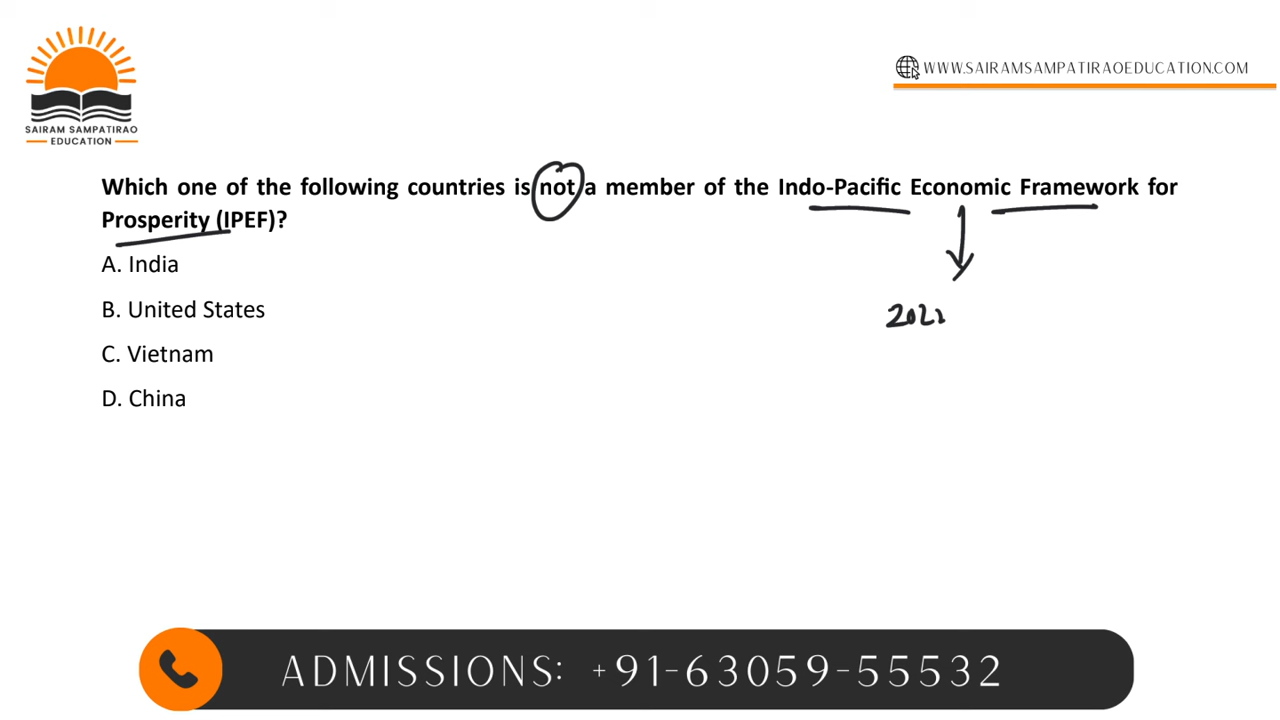 SAIRAM SAMPATIRAO
EDUCATION
WWW.SAIRAMSAMPATIRAOEDUCATION.COM
Which one of the following countries is not a member of the Indo-Pacific Economic Framework for
Prosperity (IPEF)?
A. India
B. United States
2022
C. Vietnam
D. China
ADMISSIONS: +91-63059-55532